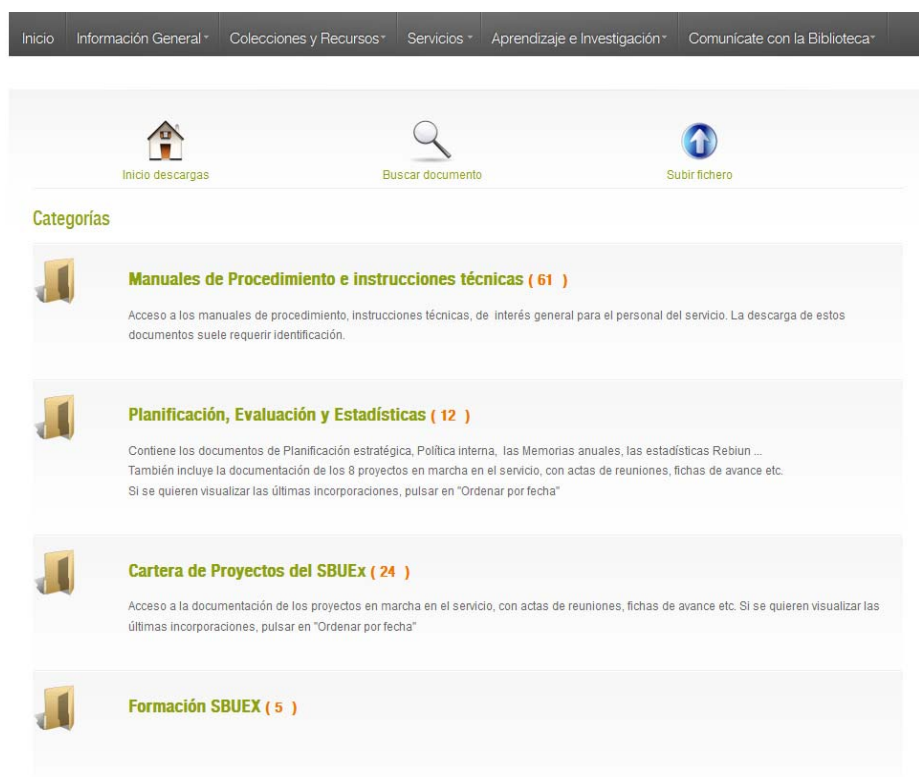 Inicio Información General Colecciones y Recursos Servicios Aprendizaje e Investigación Comunícate con la Biblioteca
Inicio descargas Buscar documento Subir fichero
Categorías
Manuales de Procedimiento e instrucciones técnicas ( 61 )
Acceso a los manuales de procedimiento, instrucciones técnicas, de interés general para el personal del servicio. La descarga de estos
documentos suele requerir identificación.
Planificación, Evaluación y Estadísticas ( 12 )
Contiene los documentos de Planificación estratégica, Política interna, las Memorias anuales, las estadísticas Rebiun ...
También incluye la documentación de los 8 proyectos en marcha en el servicio, con actas de reuniones, fichas de avance etc.
Si se quieren visualizar las últimas incorporaciones, pulsar en "Ordenar por fecha"
Cartera de Proyectos del SBUEx ( 24 )
Acceso a la documentación de los proyectos en marcha en el servicio, con actas de reuniones, fichas de avance etc. Si se quieren visualizar las
últimas incorporaciones, pulsar en "Ordenar por fecha"
Formación SBUEX ( 5 )